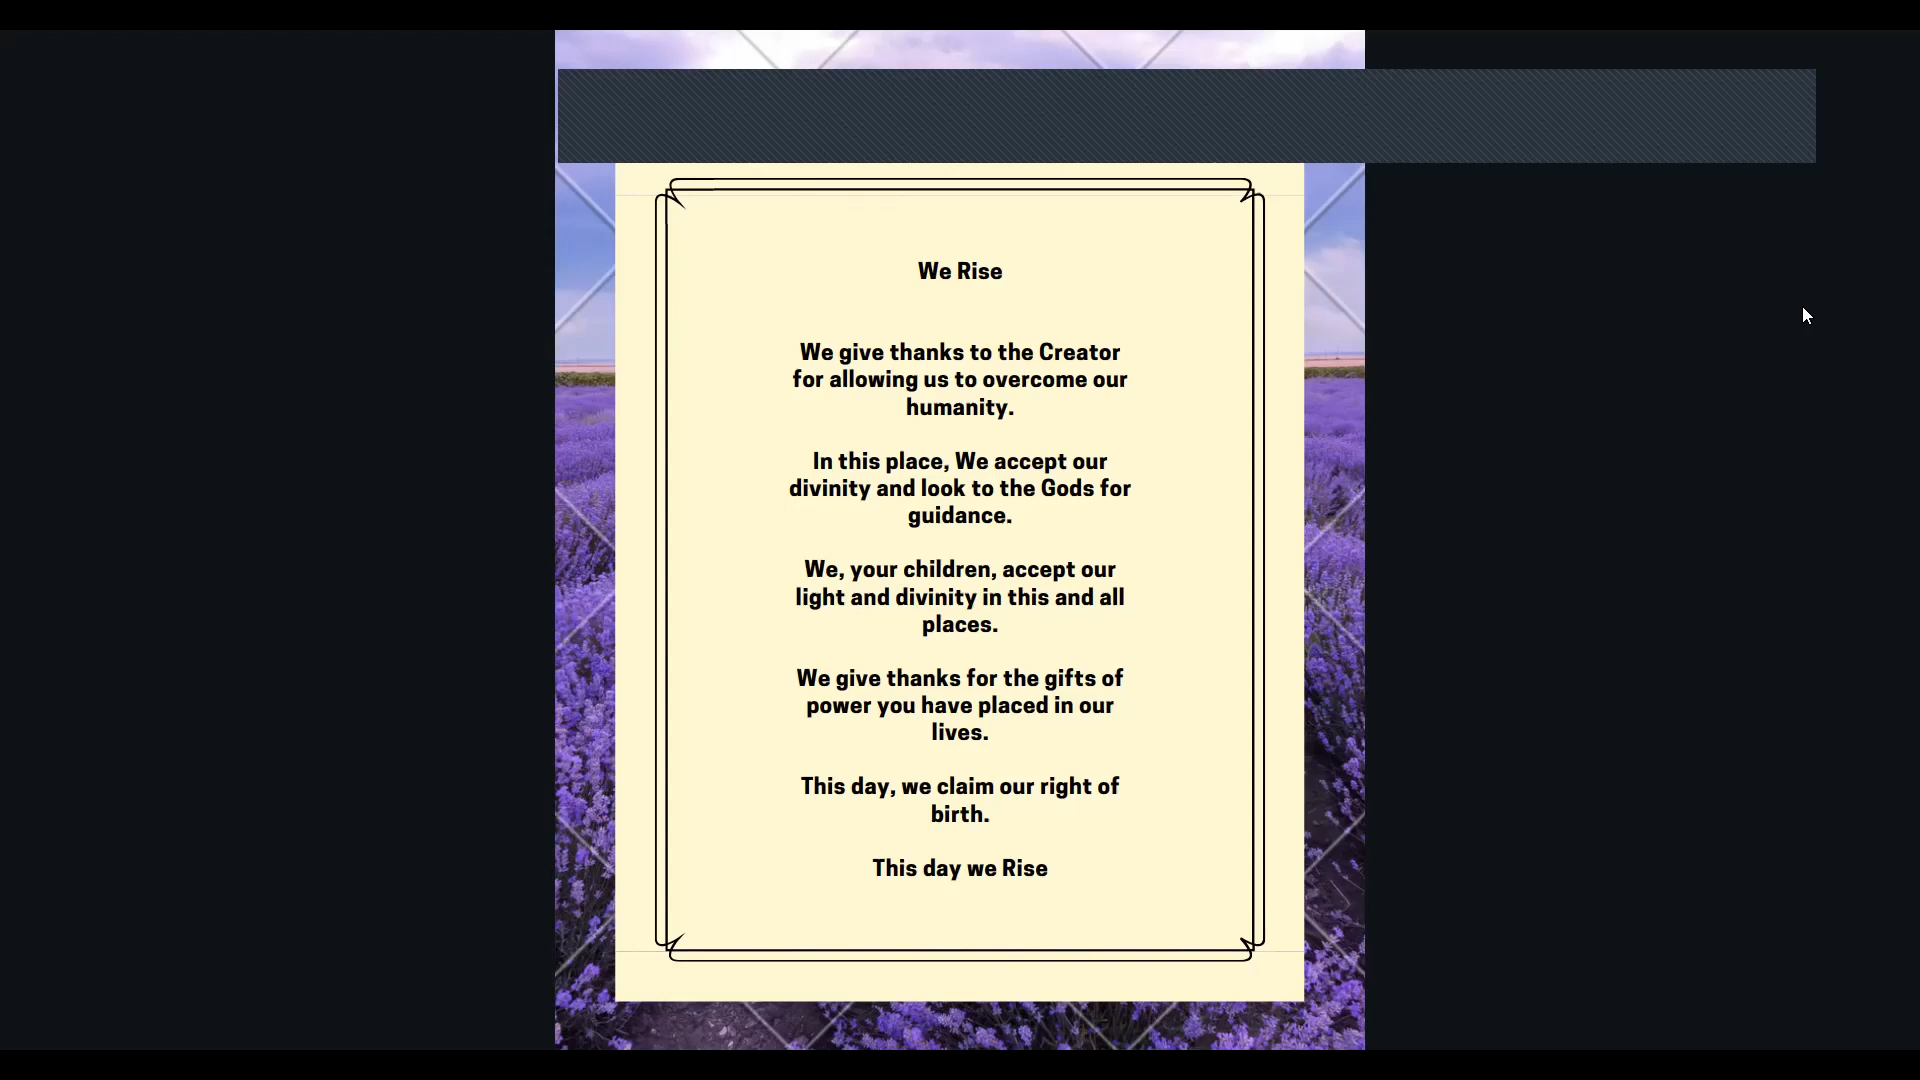 We Rise
We give thanks to the Creator
for allowing us to overcome our
humanity.
In this place, We accept our
divinity and look to the Gods for
guidance.
We, your children, accept our
light and divinity in this and all
places.
We give thanks for the gifts of
power you have placed in our
lives.
This day, we claim our right of
birth.
This day we Rise